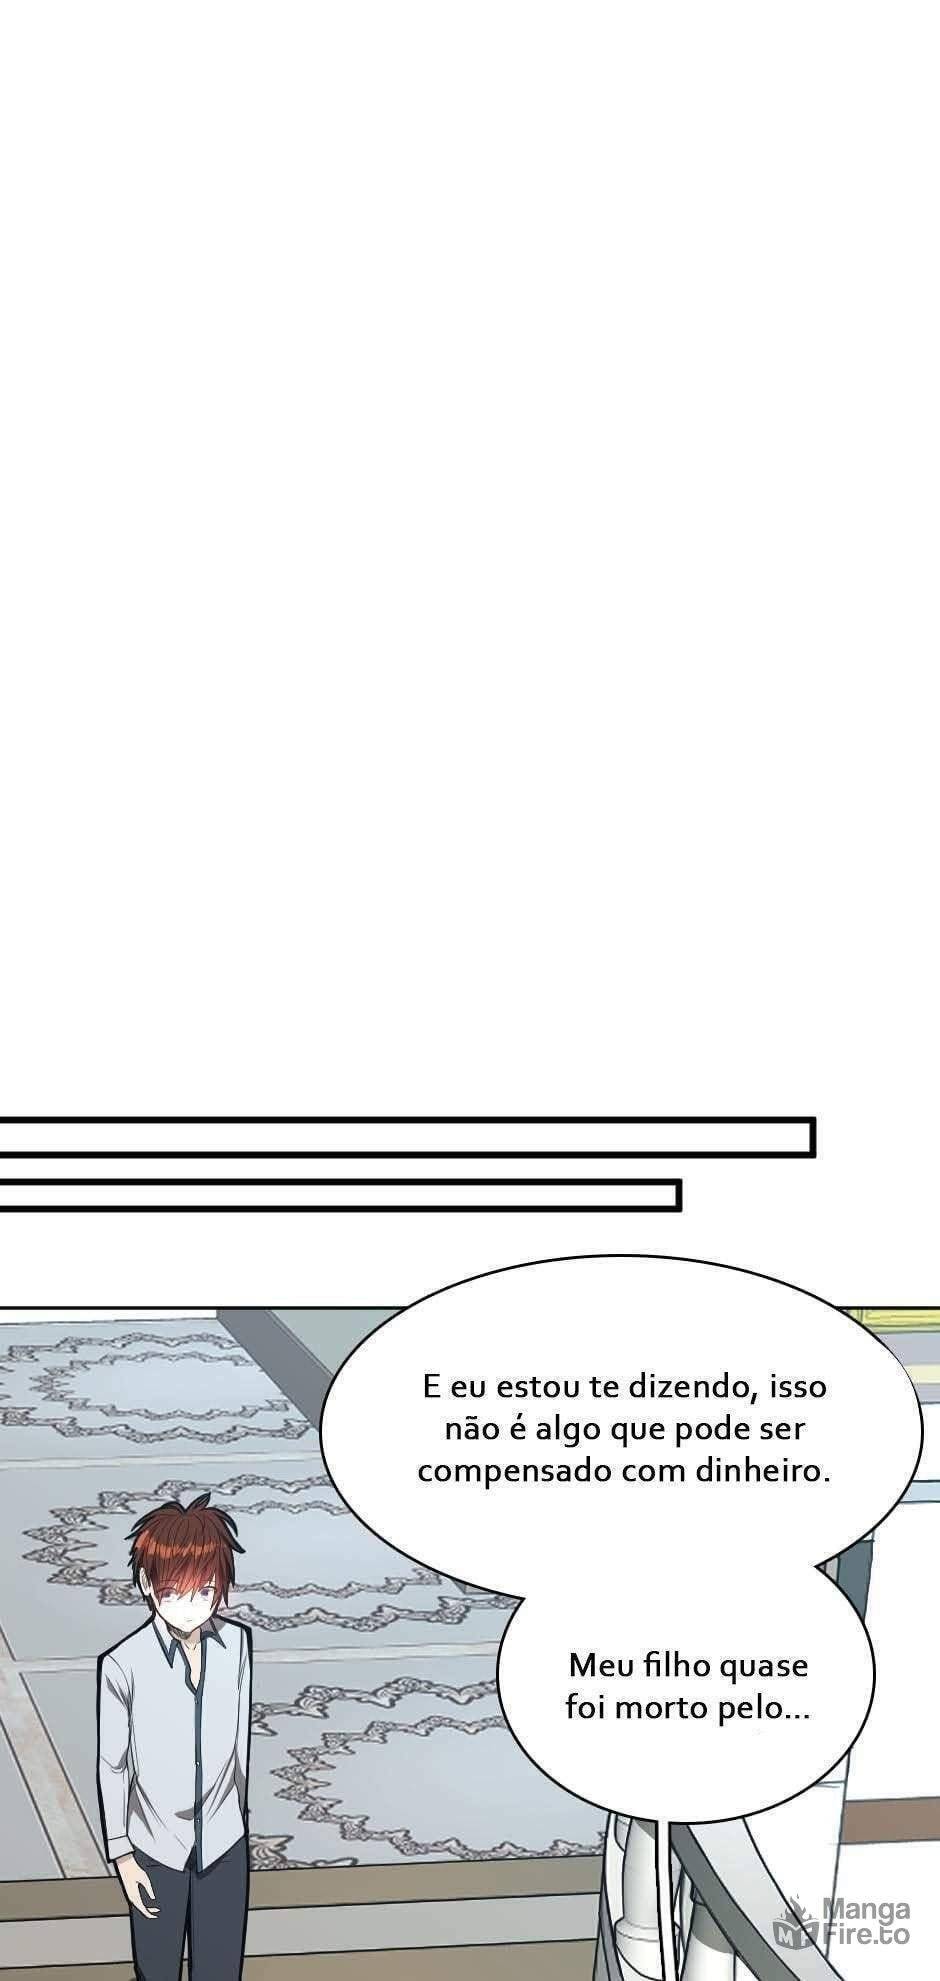 E eu estou te dizendo, isso
não é algo que pode ser
compensado com dinheiro.
Meu filho quase
foi morto pelo...
Manga
Fire.to